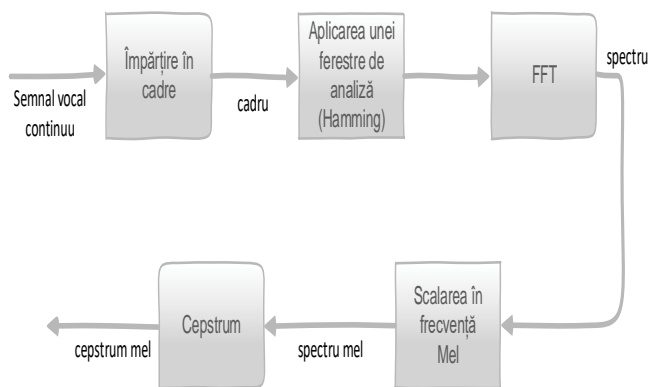 Semnal vocal
continuu
Împărțire în
cadre
cadru
Aplicarea unei
ferestre de
analiză
(Hamming)
FFT
spectru
Scalarea în
frecvență
Mel
spectru mel
Cepstrum
cepstrum mel